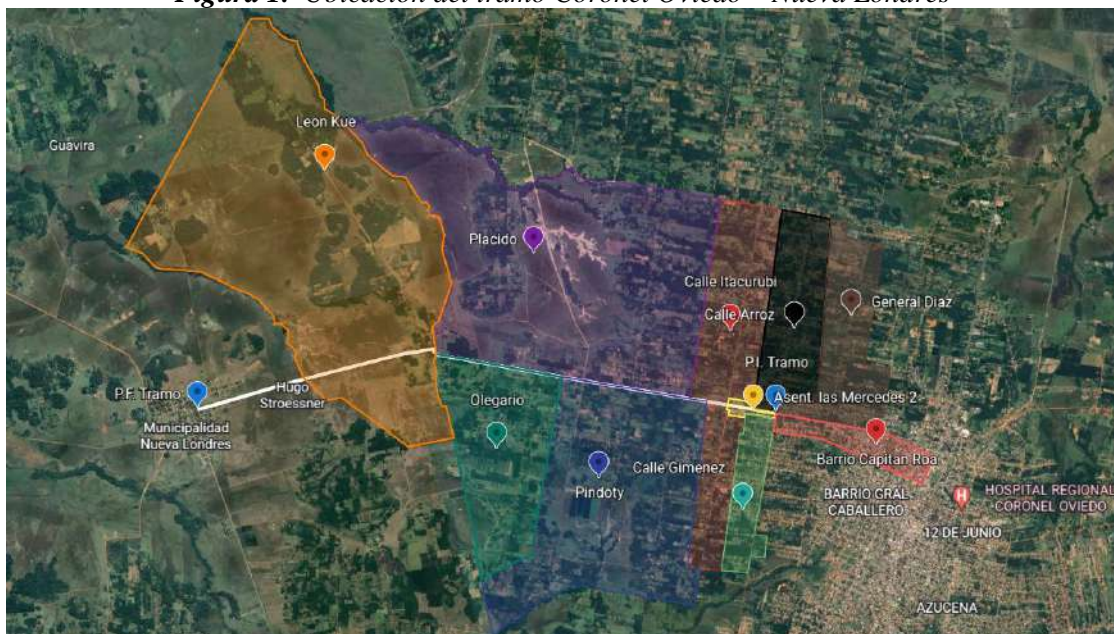 Figura 1. Ubicación del tramo Coronel Oviedo – Nueva Londres
Leon Kue
Guavira
Placido
Calle Itacurubi
General Diaz
Calle Arroz
P.I. Tramo
P.F. Tramo
Hugo
Stroessner
Olegario
Asent. las Mercedes 2
Municipalidad
Nueva Londres
Calle Gimenez
Barrio Capitan Roa
Pindoty
BARRIO GRAL.
CABALLERO
H
HOSPITAL REGIONAL
CORONEL OVIEDO
12 DE JUNIO
AZUCENA